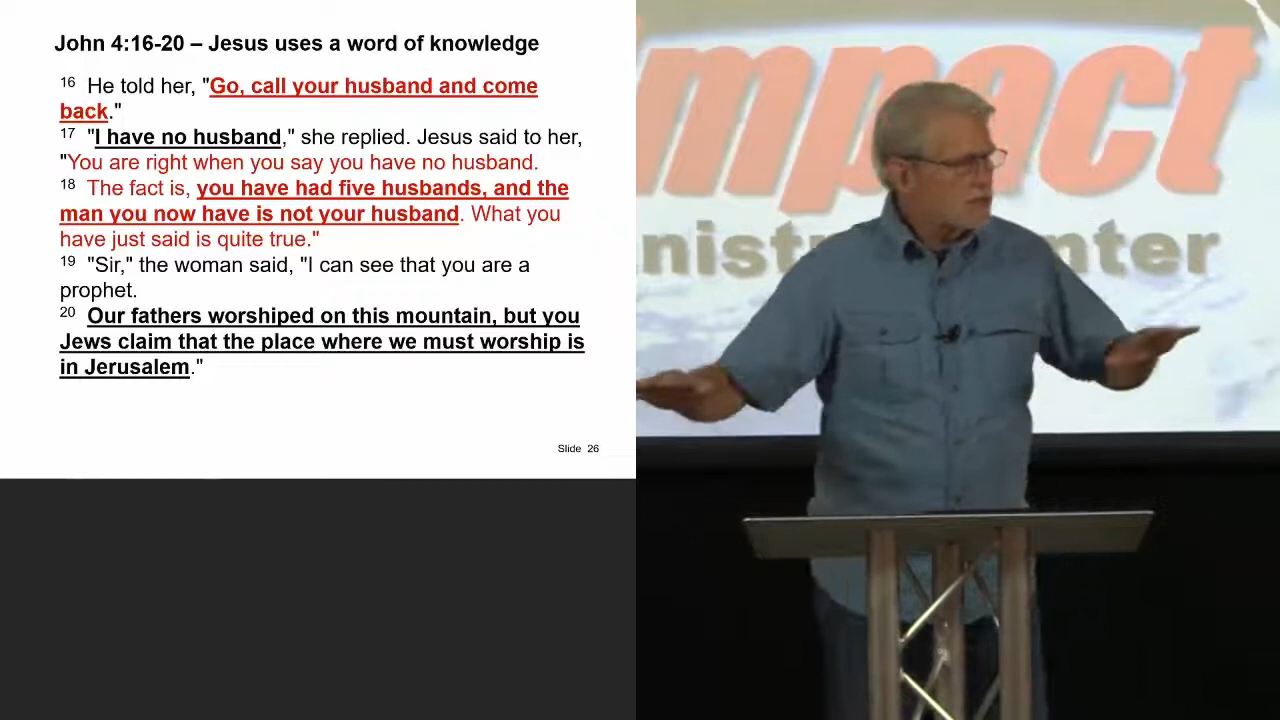 John 4:16-20 – Jesus uses a word of knowledge
16 He told her, "Go, call your husband and come
back."
17 "I have no husband," she replied. Jesus said to her,
"You are right when you say you have no husband.
18 The fact is, you have had five husbands, and the
man you now have is not your husband. What you
have just said is quite true."
19 "Sir," the woman said, "I can see that you are a
prophet.
20 Our fathers worshiped on this mountain, but you
Jews claim that the place where we must worship is
in Jerusalem."
Slide 26
impact